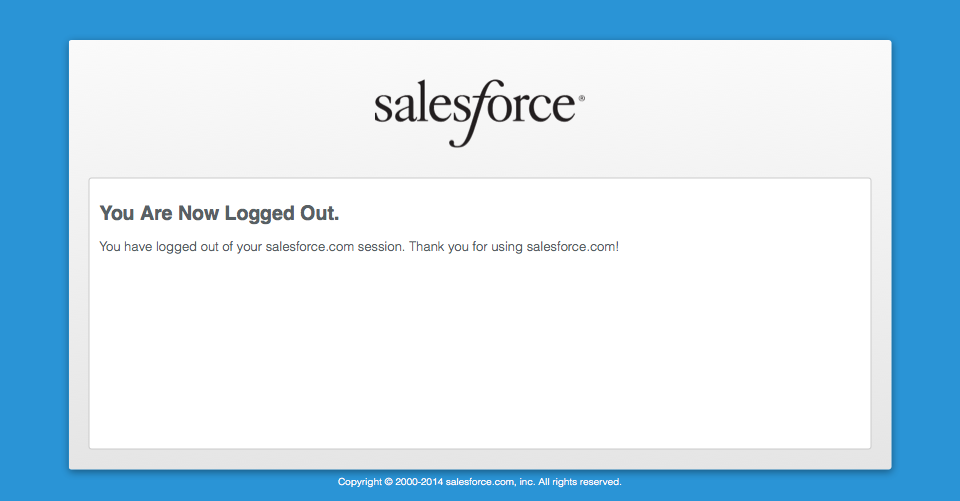 salesforce®
You Are Now Logged Out.
You have logged out of your salesforce.com session. Thank you for using salesforce.com!
Copyright © 2000-2014 salesforce.com, inc. All rights reserved.